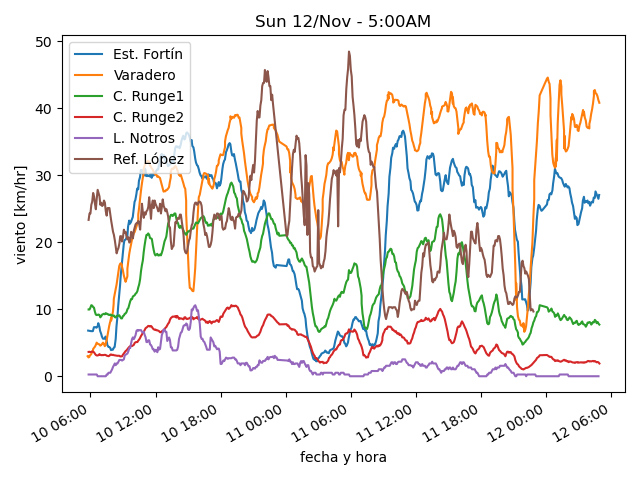 Sun 12/Nov - 5:00AM
Est. Fortín
Varadero
C. Runge1
C. Runge2
L. Notros
Ref. López
viento [km/hr]
50
40
30
20
10
0
10 06:00
10 12:00
10 18:00
11 00:00
11 06:00
11 12:00
11 18:00
12 00:00
12 06:00
fecha y hora